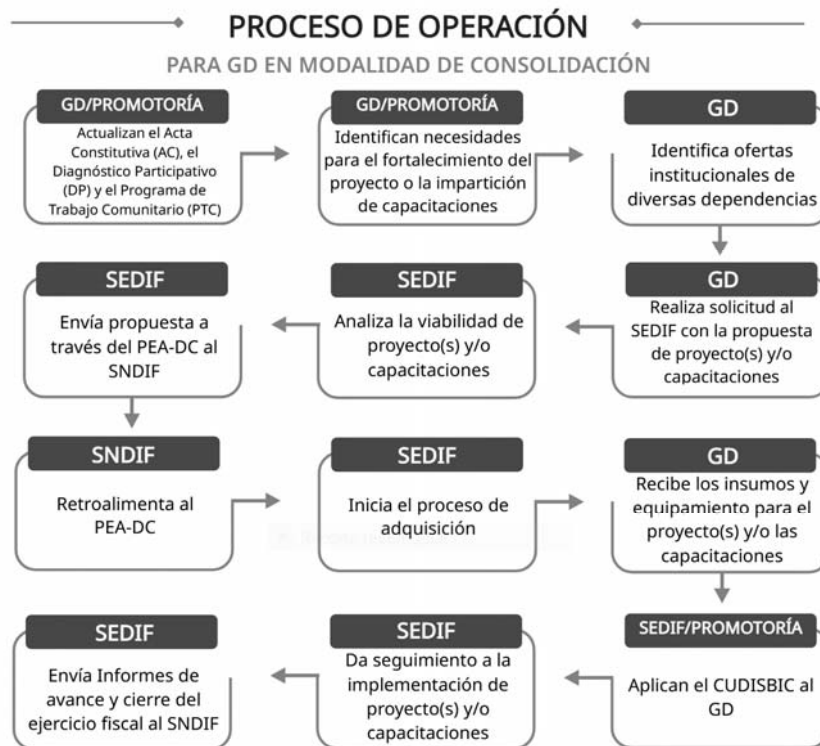 PROCESO DE OPERACIÓN
PARA GD EN MODALIDAD DE CONSOLIDACIÓN
GD/PROMOTORÍA
Actualizan el Acta
Constitutiva (AC), el
Diagnóstico Participativo
(DP) y el Programa de
Trabajo Comunitario (PTC)
GD/PROMOTORÍA
Identifican necesidades
para el fortalecimiento del
proyecto o la impartición
de capacitaciones
GD
Identifica ofertas
institucionales de
diversas dependencias
GD
Realiza solicitud al
SEDIF con la propuesta
de proyecto(s) y/o
capacitaciones
SEDIF
Analiza la viabilidad de
proyecto(s) y/o
capacitaciones
SEDIF
Envía propuesta a
través del PEA-DC al
SNDIF
SNDIF
Retroalimenta al
PEA-DC
SEDIF
Inicia el proceso de
adquisición
GD
Recibe los insumos y
equipamiento para el
proyecto(s) y/o las
capacitaciones
SEDIF/PROMOTORÍA
Aplican el CUDISBIC al
GD
SEDIF
Da seguimiento a la
implementación de
proyecto(s) y/o
capacitaciones
SEDIF
Envía Informes de
avance y cierre del
ejercicio fiscal al SNDIF